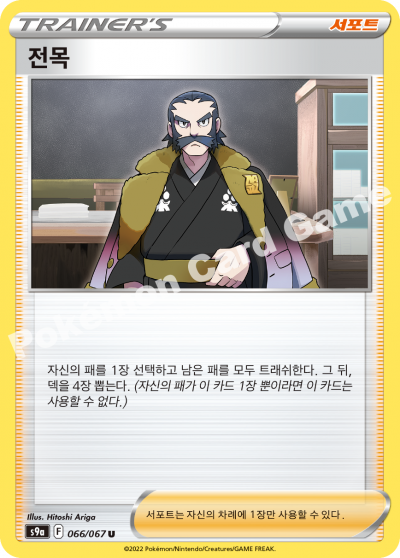 TRAINER'S
서포트
전목
Pokémon Card Game
자신의 패를 1장 선택하고 남은 패를 모두 트래쉬한다. 그 뒤,
덱을 4장 뽑는다. (자신의 패가 이 카드 1장 뿐이라면 이 카드는
사용할 수 없다.)
Illus. Hitoshi Ariga
s9a F 066/067 U
서포트는 자신의 차례에 1장만 사용할 수 있다.
©2022 Pokémon/Nintendo/Creatures/GAME FREAK.